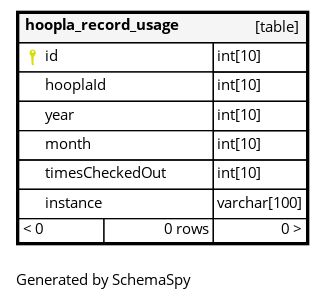 hoopla_record_usage [table]
id int[10]
hooplaId int[10]
year int[10]
month int[10]
timesCheckedOut int[10]
instance varchar[100]
< 0 0 rows 0 >
Generated by SchemaSpy